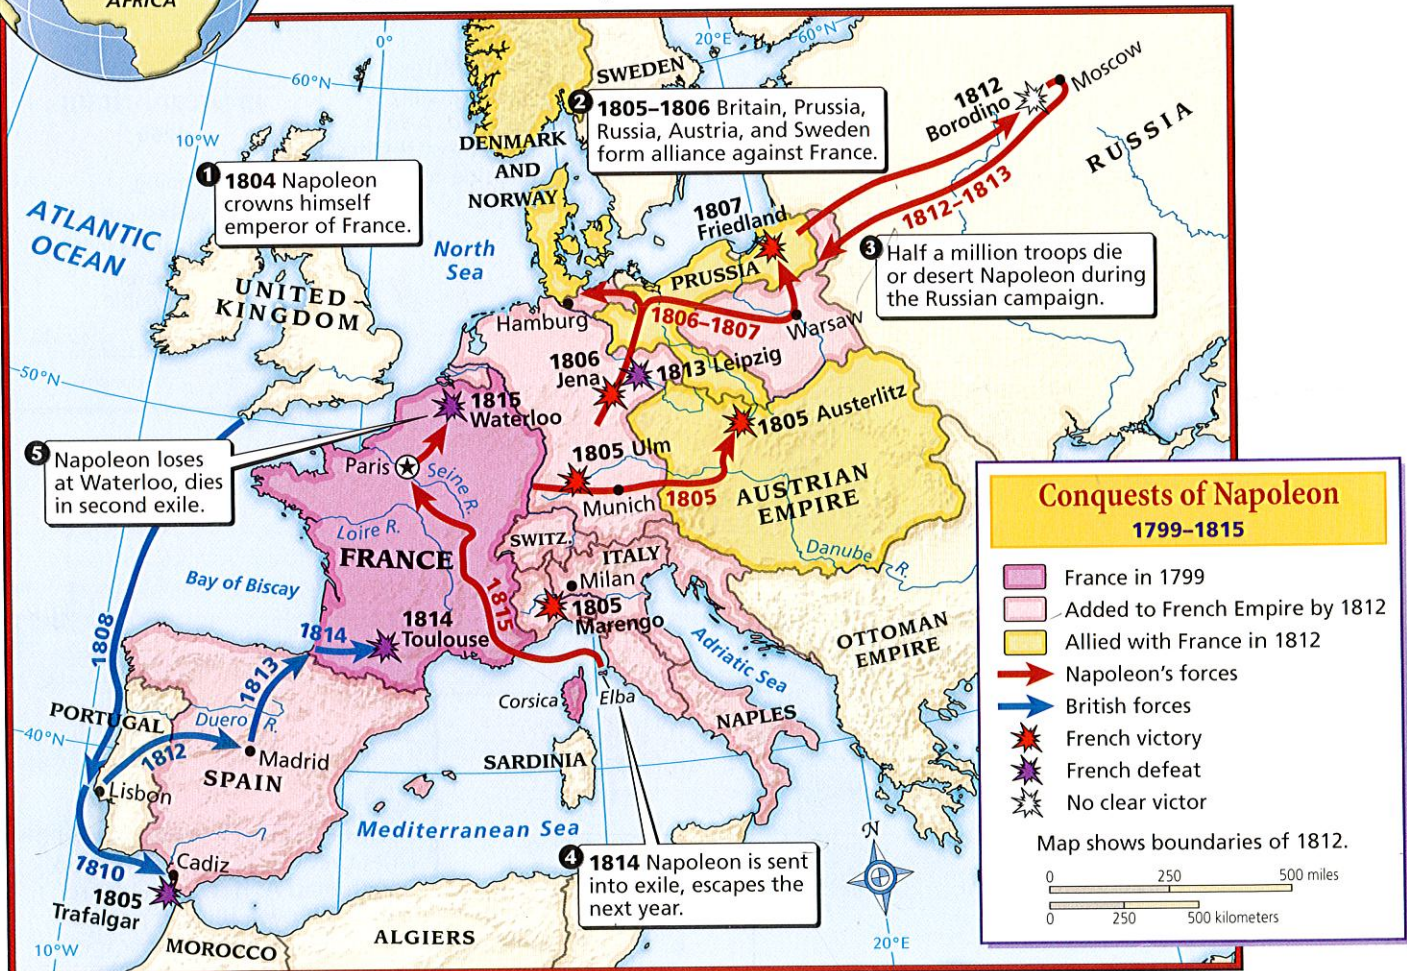 AFRICA
0°
20°E
60°N
60°N
10°W
SWEDEN
Moscow
1812
Borodino
RUSSIA
❷ 1805–1806 Britain, Prussia,
Russia, Austria, and Sweden
form alliance against France.
DENMARK
AND
NORWAY
❶ 1804 Napoleon
crowns himself
emperor of France.
ATLANTIC
OCEAN
North
Sea
1807
Friedland
1812–1813
❸ Half a million troops die
or desert Napoleon during
the Russian campaign.
PRUSSIA
UNITED
KINGDOM
Hamburg
1806–1807
Warsaw
50°N
1806
Jena
1813 Leipzig
1815
Waterloo
1805 Austerlitz
❺ Napoleon loses
at Waterloo, dies
in second exile.
Paris
Seine R.
1805 Ulm
Munich
1805
AUSTRIAN
EMPIRE
Loire R.
FRANCE
SWITZ.
ITALY
Danube R.
Milan
Bay of Biscay
1815
1805
Marengo
1814
Toulouse
1814
1808
1813
OTTOMAN
EMPIRE
Adriatic Sea
Corsica
Elba
PORTUGAL
Duero R.
NAPLES
40°N
1812
Madrid
SPAIN
SARDINIA
Lisbon
Mediterranean Sea
Cadiz
1810
1805
Trafalgar
❹ 1814 Napoleon is sent
into exile, escapes the
next year.
N
MOROCCO
ALGIERS
10°W
20°E
Conquests of Napoleon
1799–1815
France in 1799
Added to French Empire by 1812
Allied with France in 1812
Napoleon's forces
British forces
French victory
French defeat
No clear victor
Map shows boundaries of 1812.
0 250 500 miles
0 250 500 kilometers